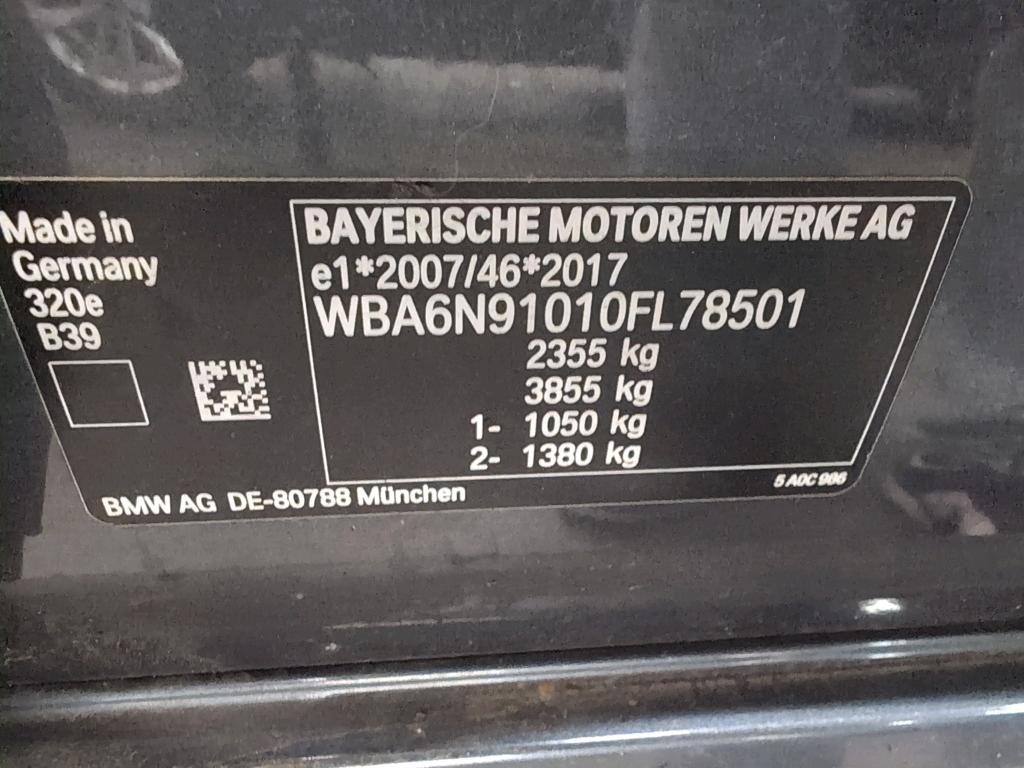 Made in
Germany
320e
B39
BAYERISCHE MOTOREN WERKE AG
e1*2007/46*2017
WBA6N91010FL78501
2355 kg
3855 kg
1- 1050 kg
2- 1380 kg
5 A0C 986
BMW AG DE-80788 München